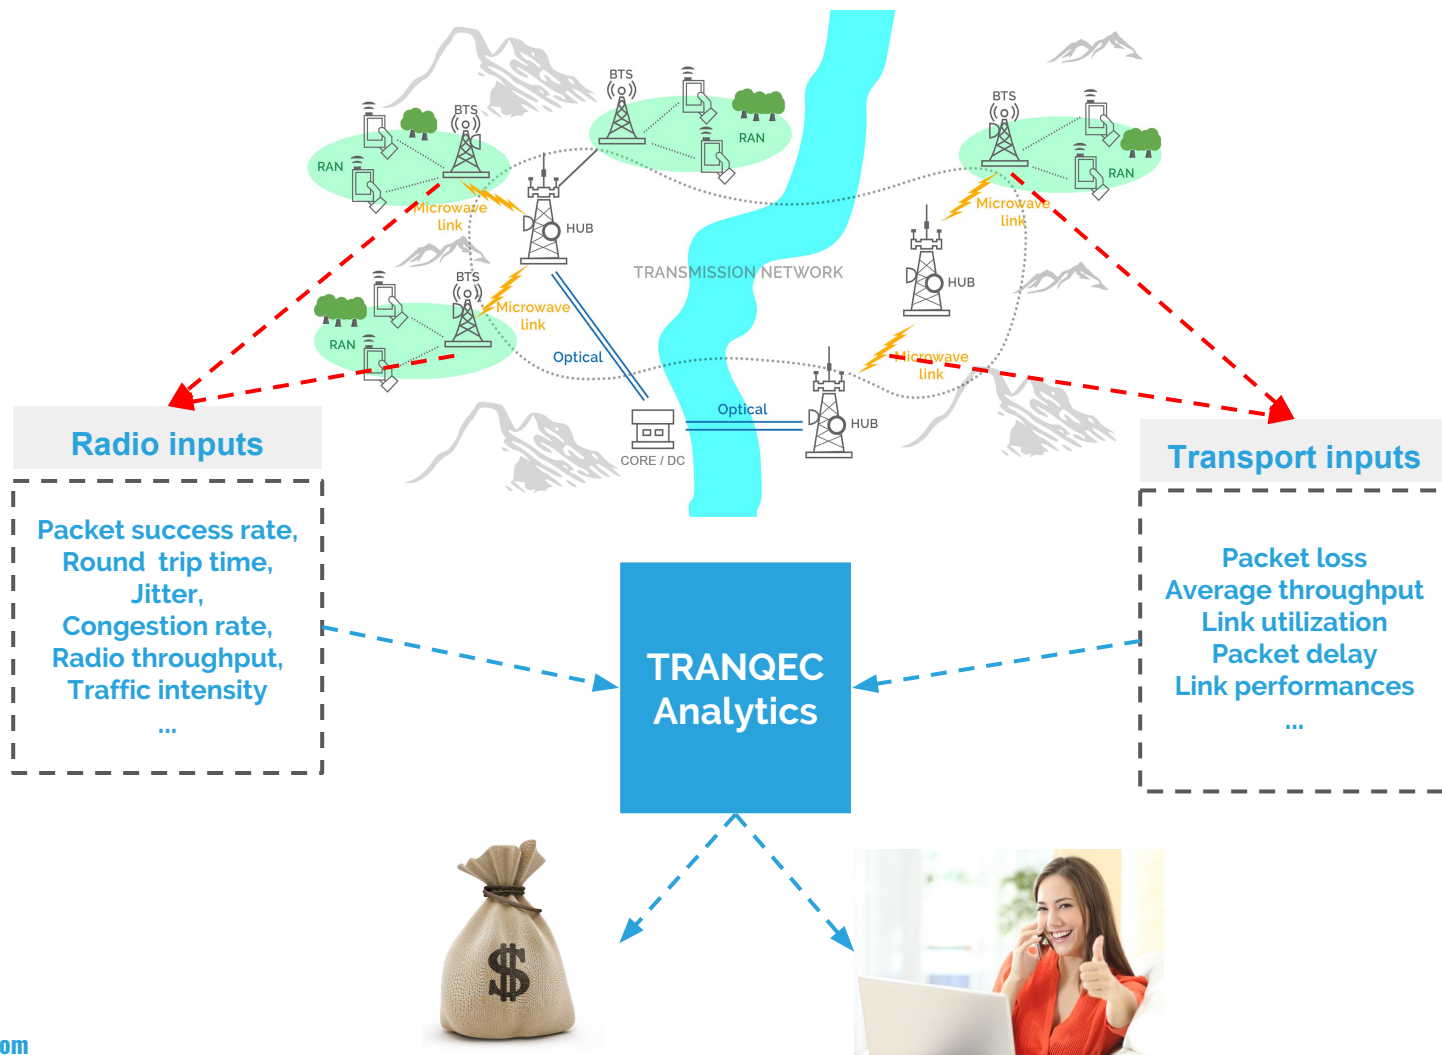 BTS
BTS
BTS
RAN
RAN
RAN
Microwave
link
HUB
Microwave
link
TRANSMISSION NETWORK
BTS
HUB
Microwave
link
RAN
Optical
Microwave
link
Optical
HUB
CORE / DC
Radio inputs
Transport inputs
Packet success rate,
Round trip time,
Jitter,
Congestion rate,
Radio throughput,
Traffic intensity
...
Packet loss
Average throughput
Link utilization
Packet delay
Link performances
...
TRANQEC
Analytics
$
om